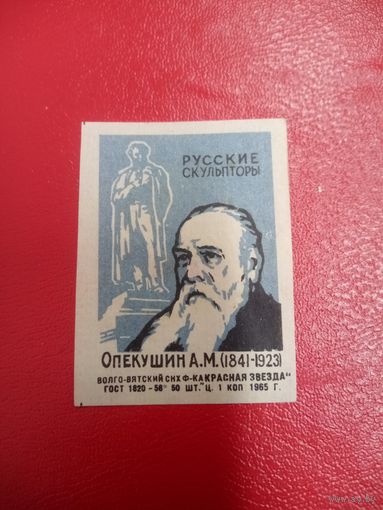 РУССКИЕ
СКУЛЬПТОРЫ
ОПЕКУШИН А.М.(1841-1923)
ВОЛГО-ВЯТСКИЙ СНХ Ф-КА„КРАСНАЯ ЗВЕЗДА"
ГОСТ 1820-56* 50 ШТ. Ц. 1 КОП 1965 Г.